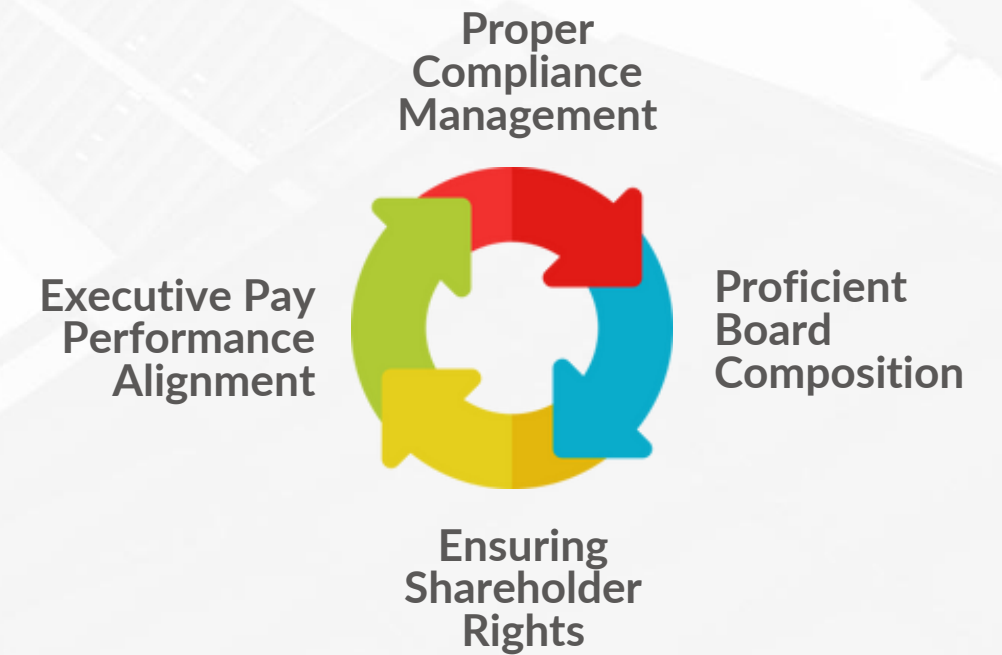 Proper
Compliance
Management
Executive Pay
Performance
Alignment
Proficient
Board
Composition
Ensuring
Shareholder
Rights